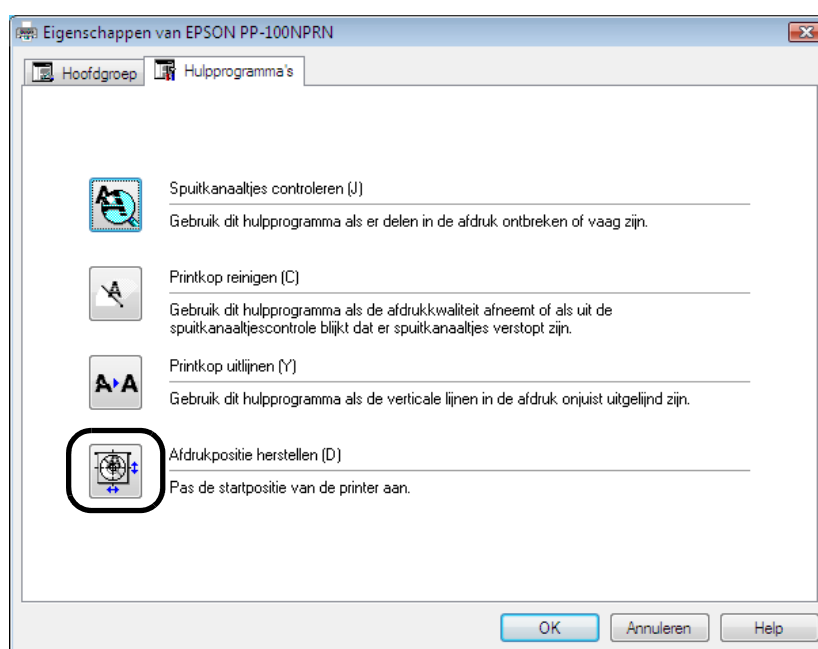 Eigenschappen van EPSON PP-100NPRN
Hoofdgroep
Hulpprogramma's
Spuitkanaaltjes controleren (J)
Gebruik dit hulpprogramma als er delen in de afdruk ontbreken of vaag zijn.
Printkop reinigen (C)
Gebruik dit hulpprogramma als de afdrukkwaliteit afneemt of als uit de
spuitkanaaltjescontrole blijkt dat er spuitkanaaltjes verstopt zijn.
Printkop uitlijnen (Y)
Gebruik dit hulpprogramma als de verticale lijnen in de afdruk onjuist uitgelijnd zijn.
Afdrukpositie herstellen (D)
Pas de startpositie van de printer aan.
OK
Annuleren
Help